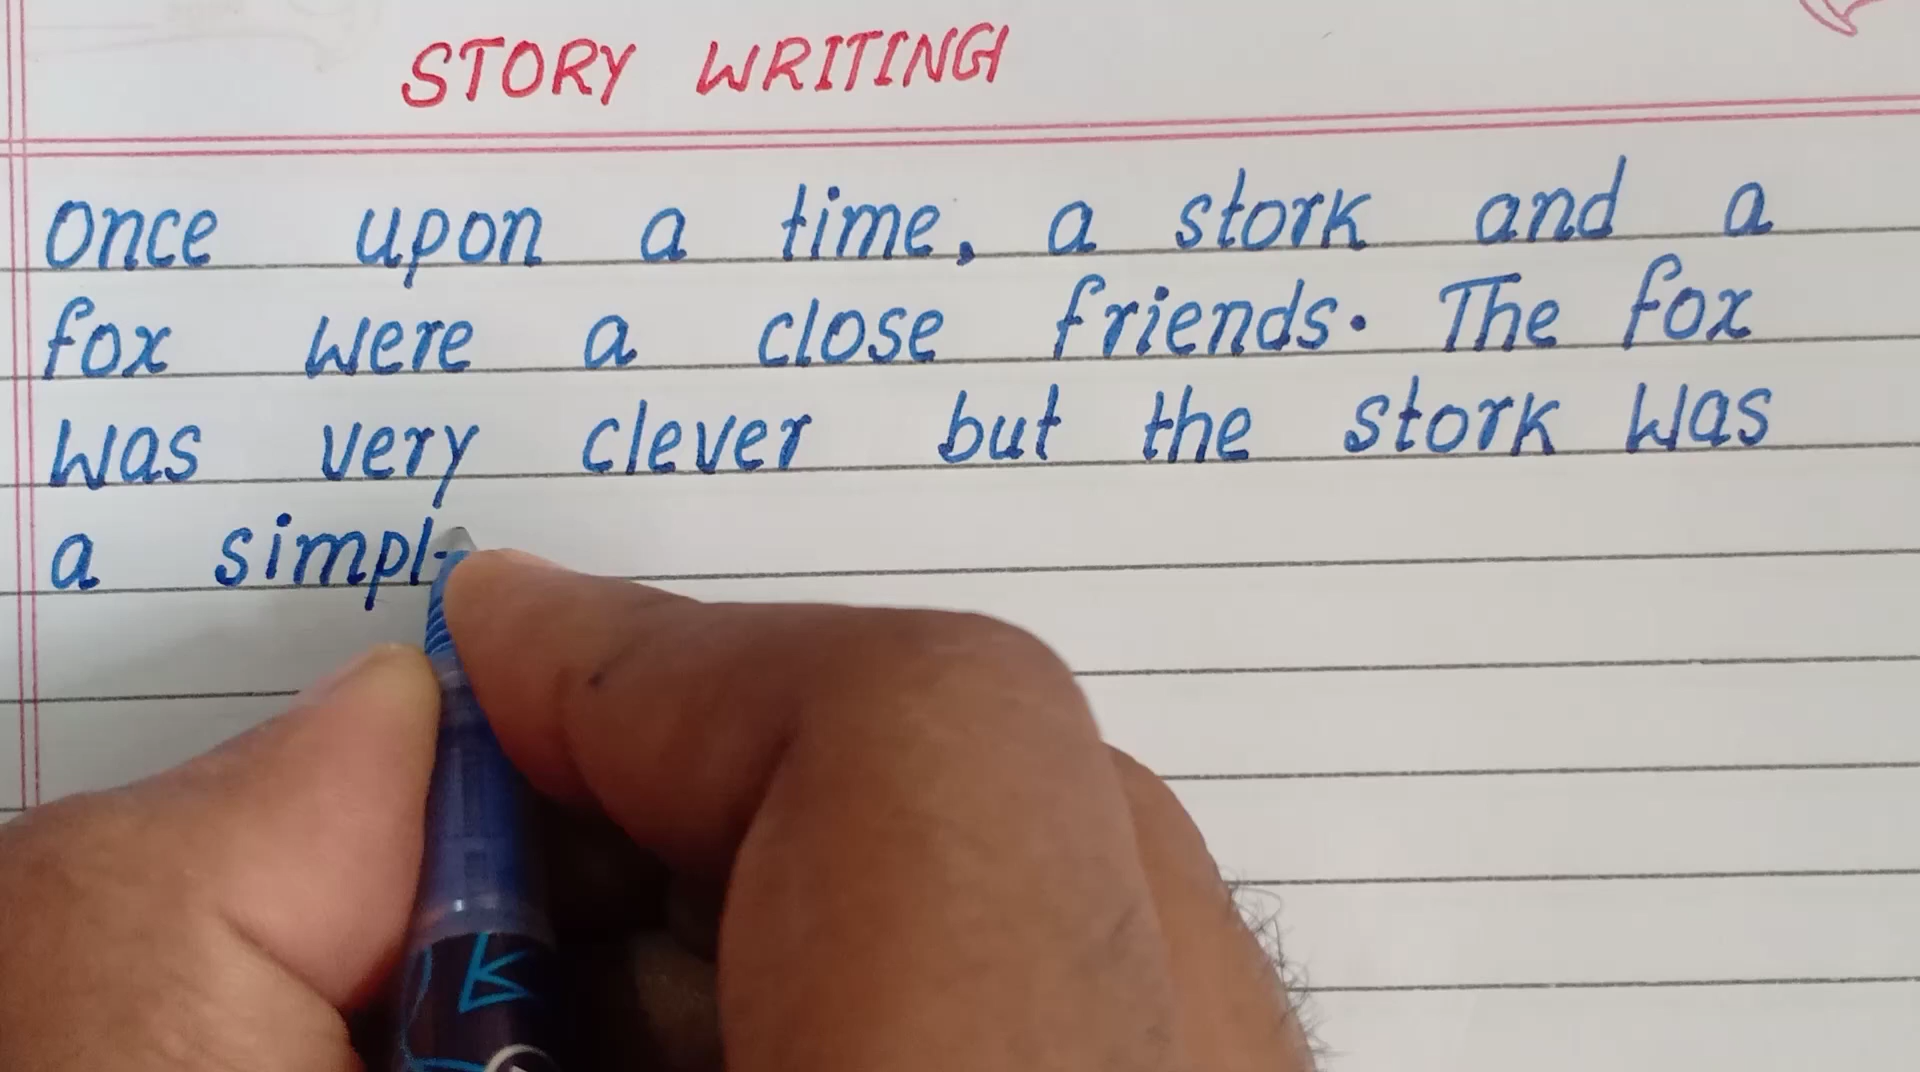 STORY WRITING
Once upon a time, a stork and a
fox were a close friends. The fox
was very clever but the stork was
a simpl